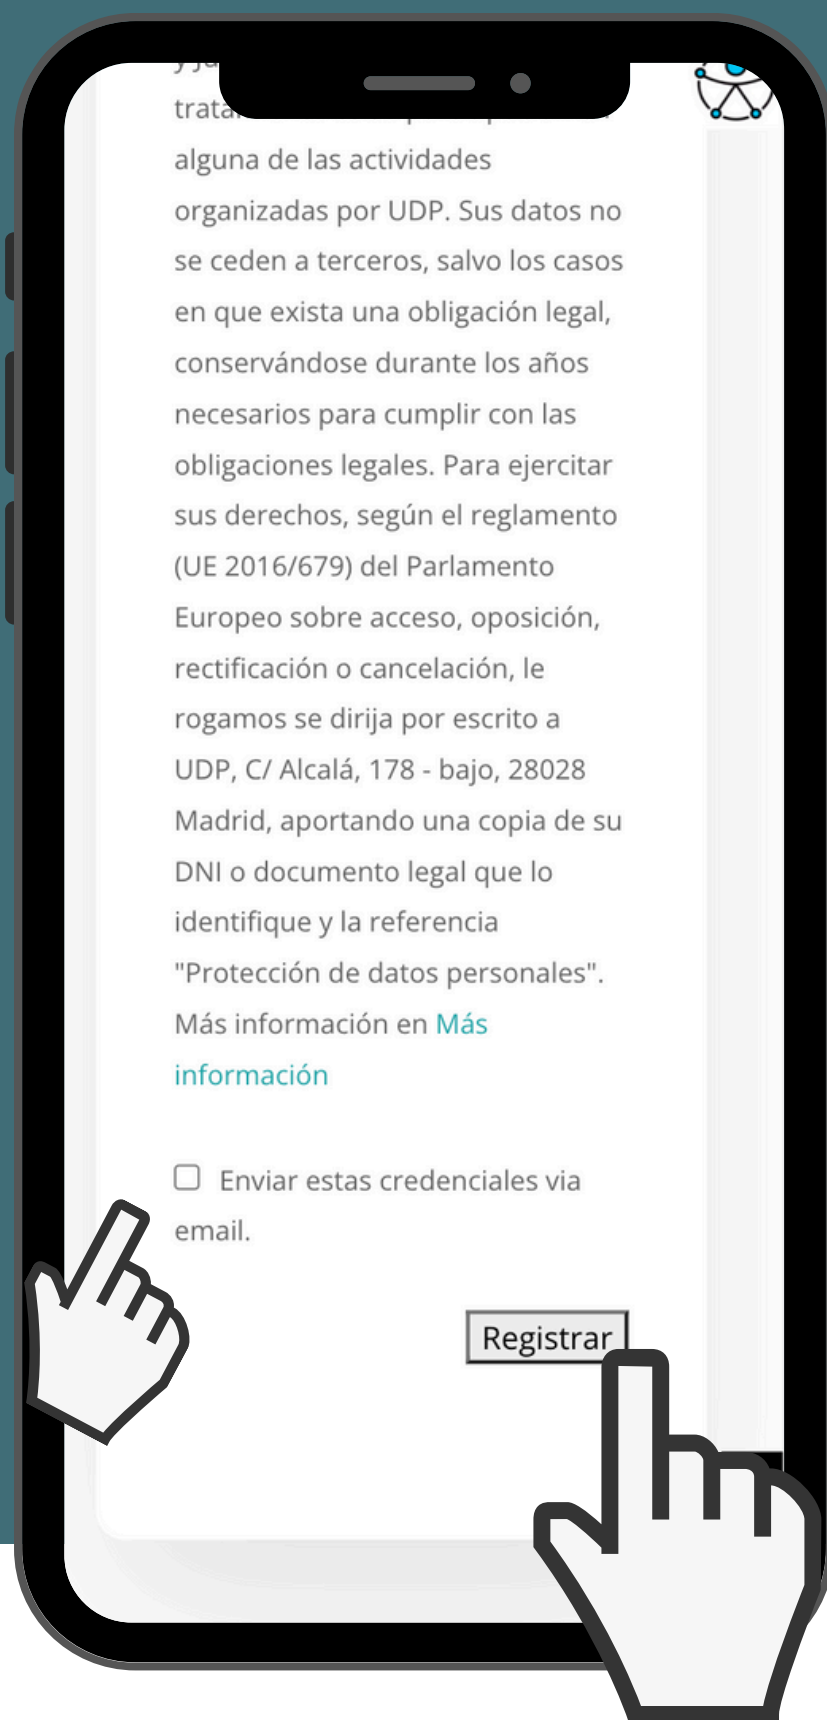 alguna de las actividades
organizadas por UDP. Sus datos no
se ceden a terceros, salvo los casos
en que exista una obligación legal,
conservándose durante los años
necesarios para cumplir con las
obligaciones legales. Para ejercitar
sus derechos, según el reglamento
(UE 2016/679) del Parlamento
Europeo sobre acceso, oposición,
rectificación o cancelación, le
rogamos se dirija por escrito a
UDP, C/ Alcalá, 178 - bajo, 28028
Madrid, aportando una copia de su
DNI o documento legal que lo
identifique y la referencia
"Protección de datos personales".
Más información en Más
información
Enviar estas credenciales via
email.
Registrar